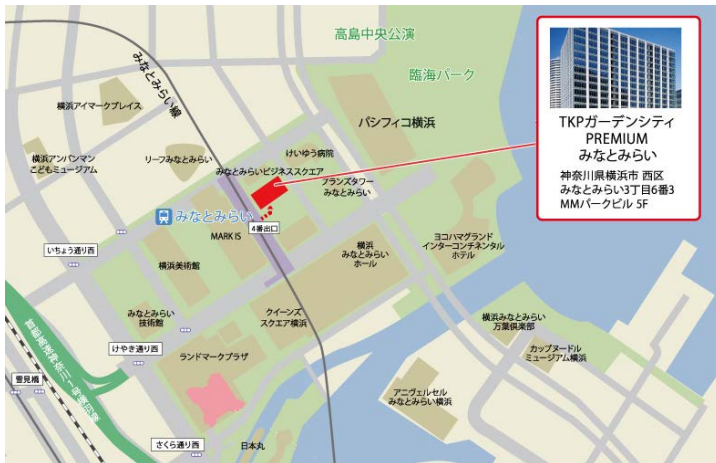 高島中央公演
臨海パーク
みなとみらい線
横浜アイマークプレイス
パシフィコ横浜
けいゆう病院
横浜アンパンマン
こどもミュージアム
リーフみなとみらい
みなとみらいビジネススクエア
フランズタワー
みなとみらい
みなとみらい
4番出口
MARK IS
いちょう通り西
横浜美術館
横浜
みなとみらい
ホール
ヨコハマグランド
インターコンチネンタル
ホテル
みなとみらい
技術館
クイーンズ
スクエア横浜
横浜みなとみらい
万葉倶楽部
けやき通り西
ランドマークプラザ
カップヌードル
ミュージアム横浜
首都高速神奈川1号横羽線
雪見橋
アニヴェルセル
みなとみらい横浜
さくら通り西
日本丸
TKPガーデンシティ
PREMIUM
みなとみらい
神奈川県横浜市 西区
みなとみらい3丁目6番3
MMパークビル 5F